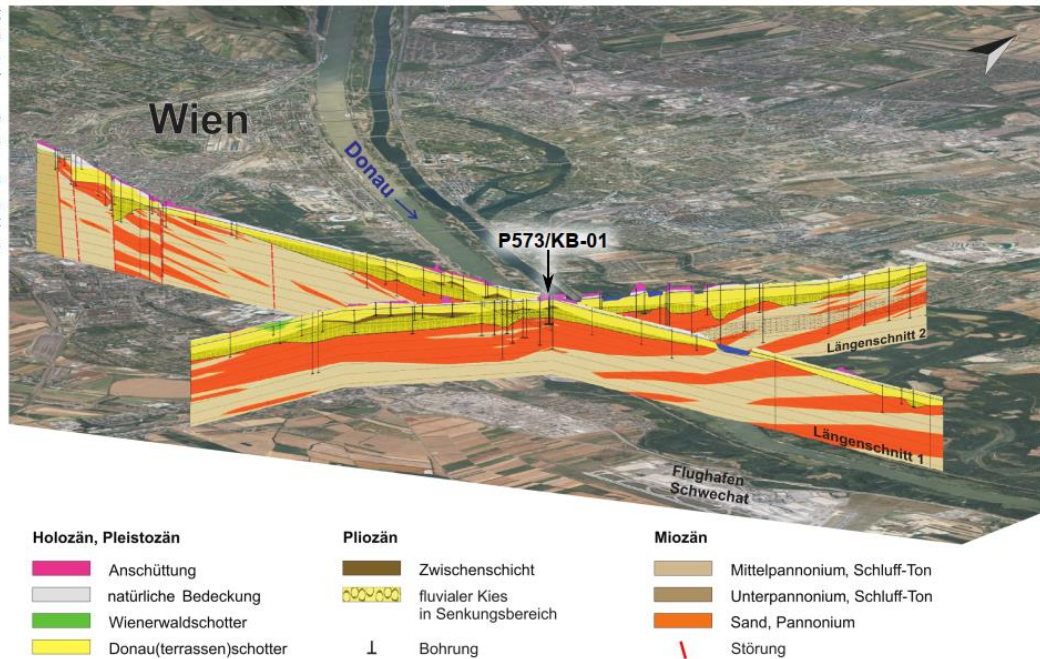 Wien
Donau →
P573/KB-01
Längenschnitt 2
Längenschnitt 1
Flughafen
Schwechat
Holozän, Pleistozän
Anschüttung
natürliche Bedeckung
Wienerwaldschotter
Donau(terrassen)schotter
Pliozän
Zwischenschicht
fluvialer Kies
in Senkungsbereich
Bohrung
Miozän
Mittelpannonium, Schluff-Ton
Unterpannonium, Schluff-Ton
Sand, Pannonium
Störung